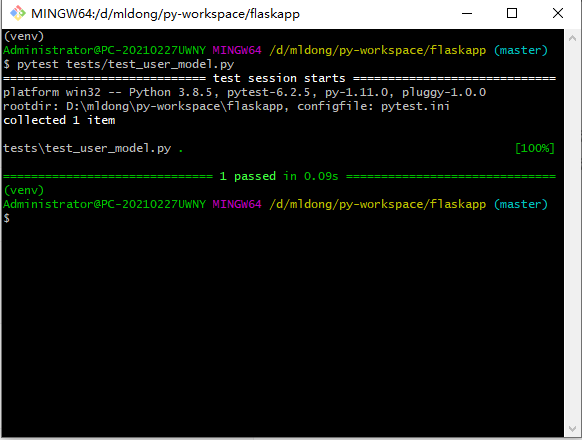 MINGW64:/d/mldong/py-workspace/flaskapp
(venv)
Administrator@PC-20210227UWNY MINGW64 /d/mldong/py-workspace/flaskapp (master)
$ pytest tests/test_user_model.py
============================= test session starts =============================
platform win32 -- Python 3.8.5, pytest-6.2.5, py-1.11.0, pluggy-1.0.0
rootdir: D:\mldong\py-workspace\flaskapp, configfile: pytest.ini
collected 1 item
tests\test_user_model.py . [100%]
============================== 1 passed in 0.09s ==============================
(venv)
Administrator@PC-20210227UWNY MINGW64 /d/mldong/py-workspace/flaskapp (master)
$